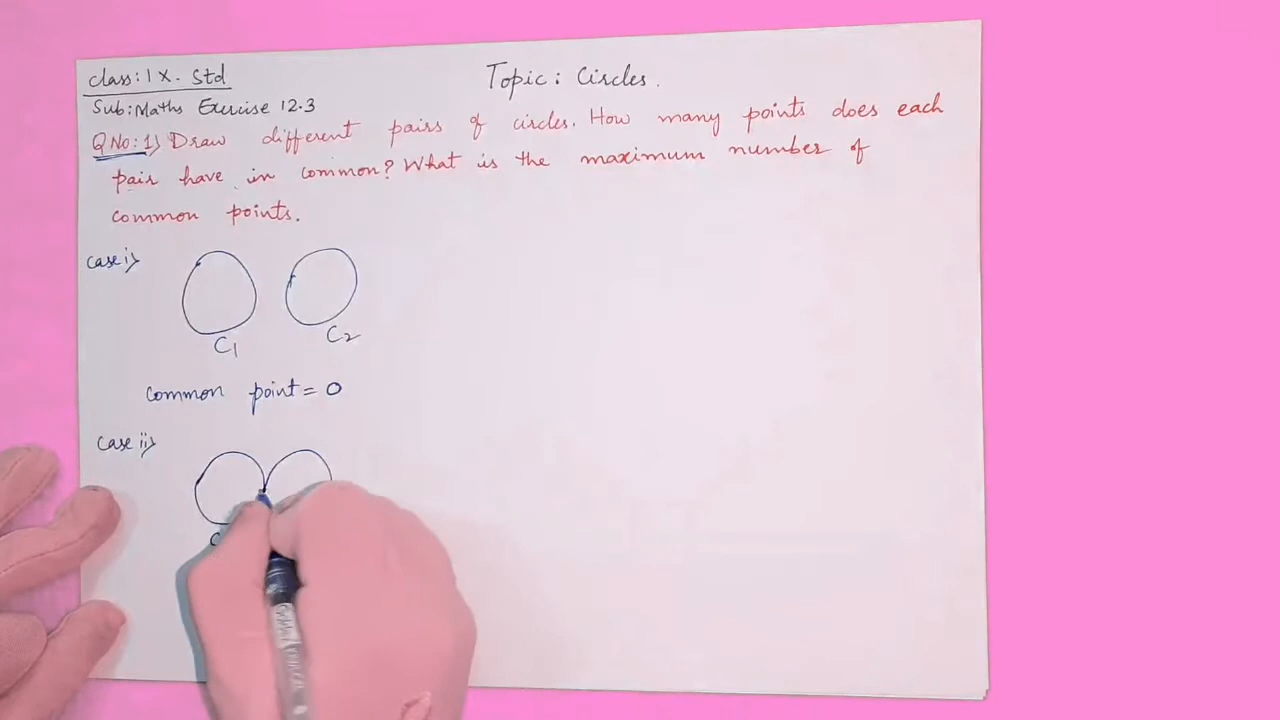 class: IX. Std
Topic: Circles.
Sub: Maths Exercise 12.3
Q No: 1) Draw different pairs of circles. How many points does each
pair have in common? What is the maximum number of
common points.
case i)
C1 C2
common point = 0
case ii)
C